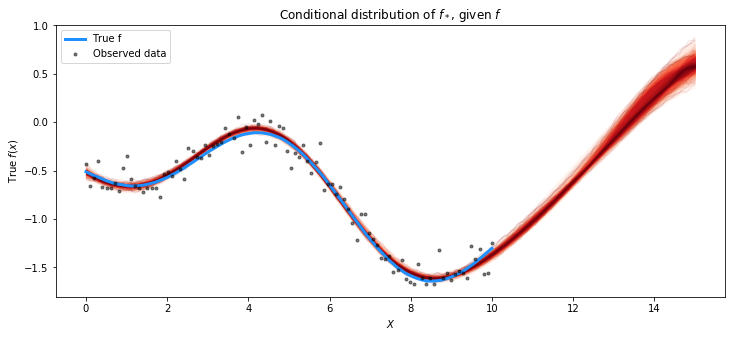 Conditional distribution of f*, given f
True f
Observed data
True f(x)
1.0
0.5
0.0
−0.5
−1.0
−1.5
0 2 4 6 8 10 12 14
X